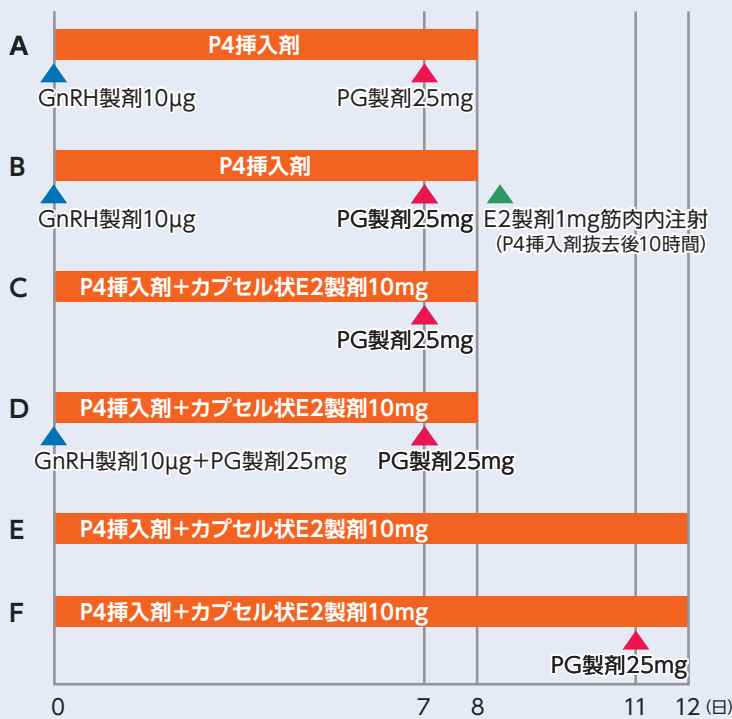 A
P4挿入剤
GnRH製剤10μg
PG製剤25mg
B
P4挿入剤
GnRH製剤10μg
PG製剤25mg
E2製剤1mg筋肉内注射
(P4挿入剤抜去後10時間)
C
P4挿入剤+カプセル状E2製剤10mg
PG製剤25mg
D
P4挿入剤+カプセル状E2製剤10mg
GnRH製剤10μg+PG製剤25mg
PG製剤25mg
E
P4挿入剤+カプセル状E2製剤10mg
F
P4挿入剤+カプセル状E2製剤10mg
PG製剤25mg
0 7 8 11 12 (日)